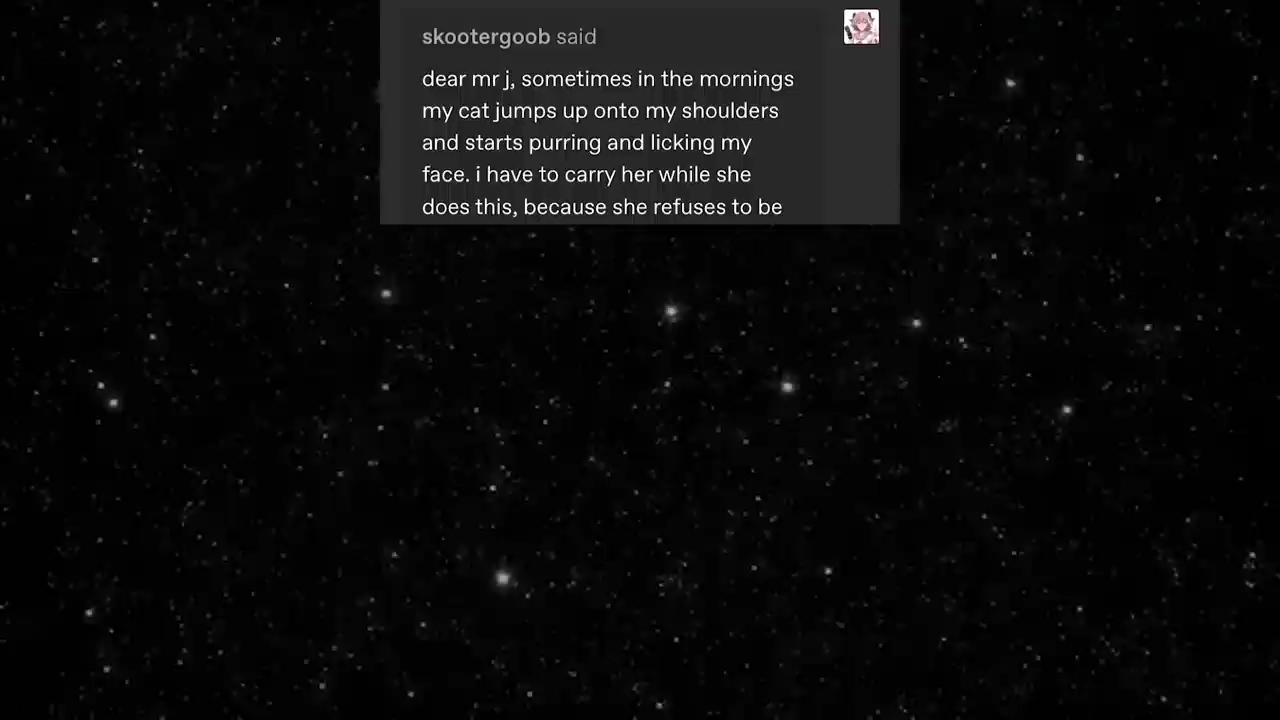 skootergoob said
dear mr j, sometimes in the mornings
my cat jumps up onto my shoulders
and starts purring and licking my
face. i have to carry her while she
does this, because she refuses to be